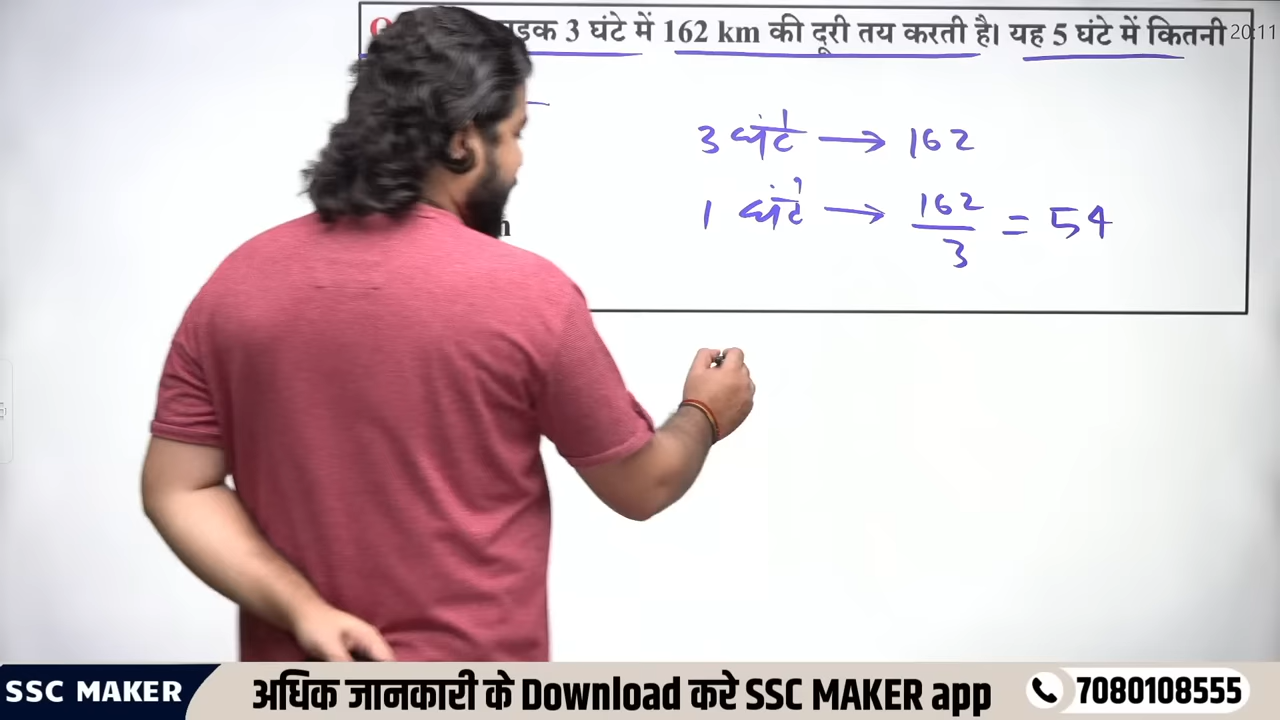 3 घंटे में 162 km की दूरी तय करती है। यह 5 घंटे में कितनी
20:11
3 घंटे → 162
1 घंटे → 162/3 = 54
SSC MAKER
अधिक जानकारी के Download करे SSC MAKER app
7080108555